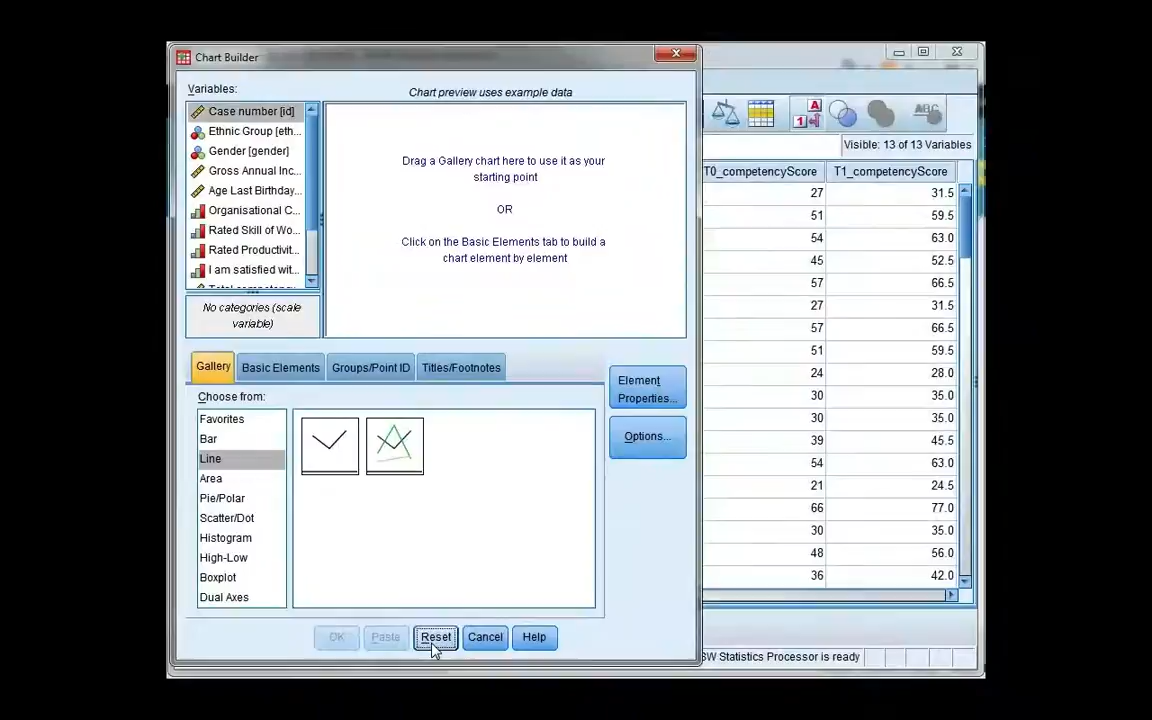 Chart Builder
Variables:
Chart preview uses example data
Case number [id]
Ethnic Group [eth...
Gender [gender]
Gross Annual Inc...
Age Last Birthday...
Organisational C...
Rated Skill of Wo...
Rated Productivit...
I am satisfied wit...
Drag a Gallery chart here to use it as your
starting point
OR
Click on the Basic Elements tab to build a
chart element by element
No categories (scale
variable)
Gallery
Basic Elements
Groups/Point ID
Titles/Footnotes
Choose from:
Favorites
Bar
Line
Area
Pie/Polar
Scatter/Dot
Histogram
High-Low
Boxplot
Dual Axes
Element
Properties...
Options...
OK
Paste
Reset
Cancel
Help
A
1
ABC
Visible: 13 of 13 Variables
T0_competencyScore T1_competencyScore
27 31.5
51 59.5
54 63.0
45 52.5
57 66.5
27 31.5
57 66.5
51 59.5
24 28.0
30 35.0
30 35.0
39 45.5
54 63.0
21 24.5
66 77.0
30 35.0
48 56.0
36 42.0
Statistics Processor is ready